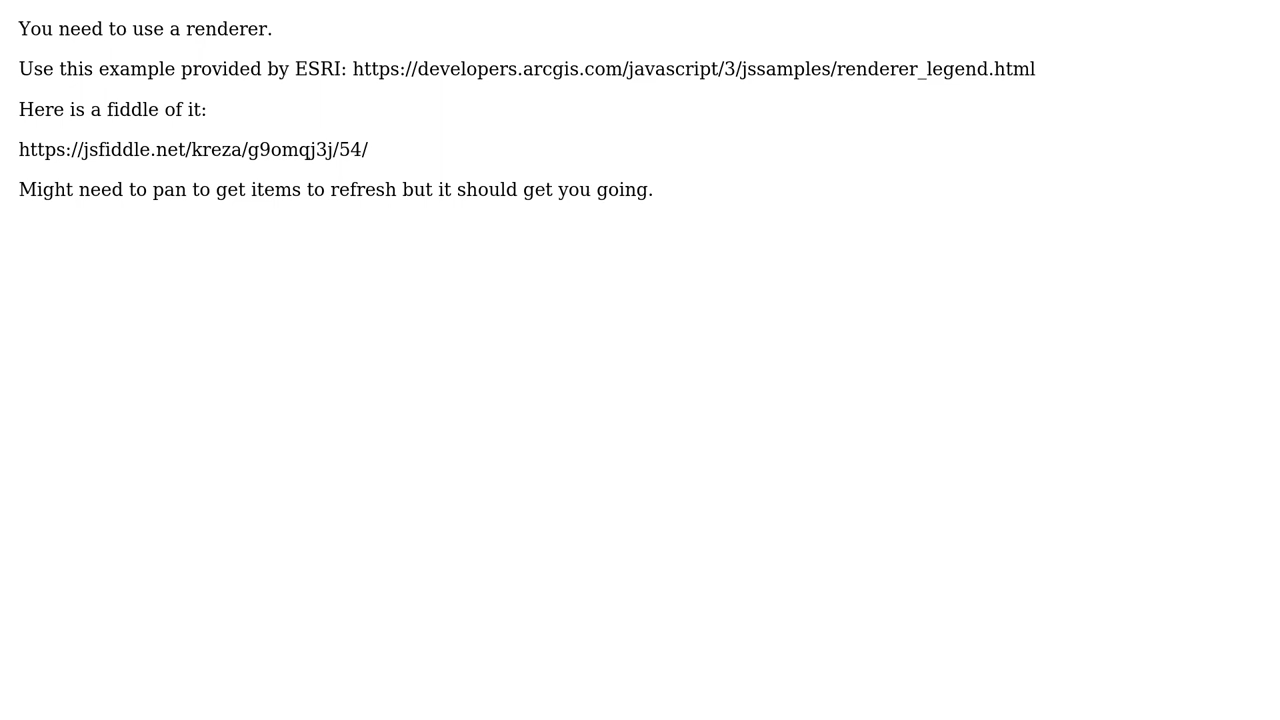 You need to use a renderer.
Use this example provided by ESRI: https://developers.arcgis.com/javascript/3/jssamples/renderer_legend.html
Here is a fiddle of it:
https://jsfiddle.net/kreza/g9omqj3j/54/
Might need to pan to get items to refresh but it should get you going.